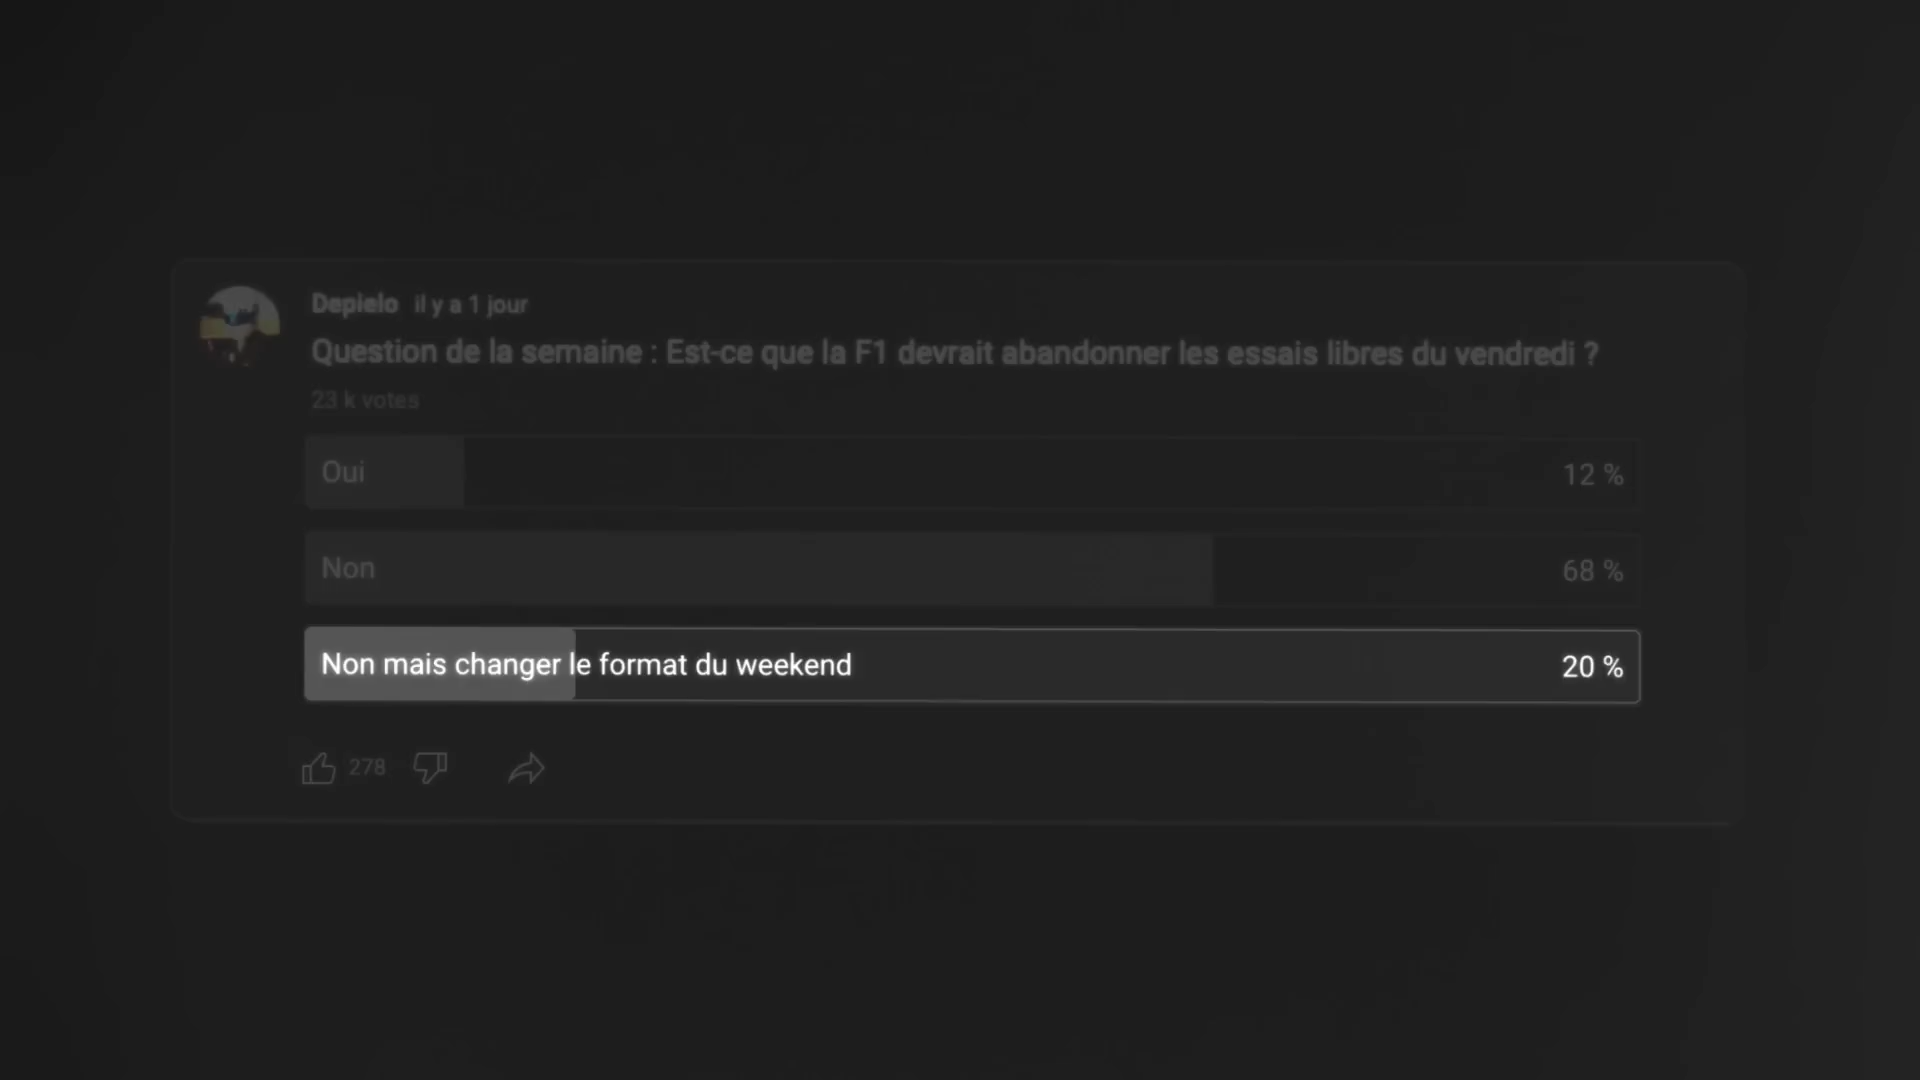 Depielo il y a 1 jour
Question de la semaine : Est-ce que la F1 devrait abandonner les essais libres du vendredi ?
23 k votes
Oui 12 %
Non 68 %
Non mais changer le format du weekend 20 %
278